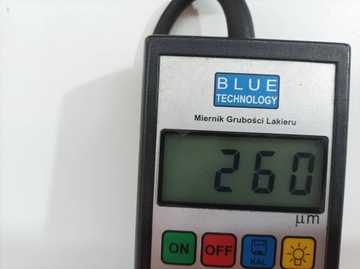 BLUE
TECHNOLOGY
Miernik Grubości Lakieru
260
μm
ON
OFF
KAL